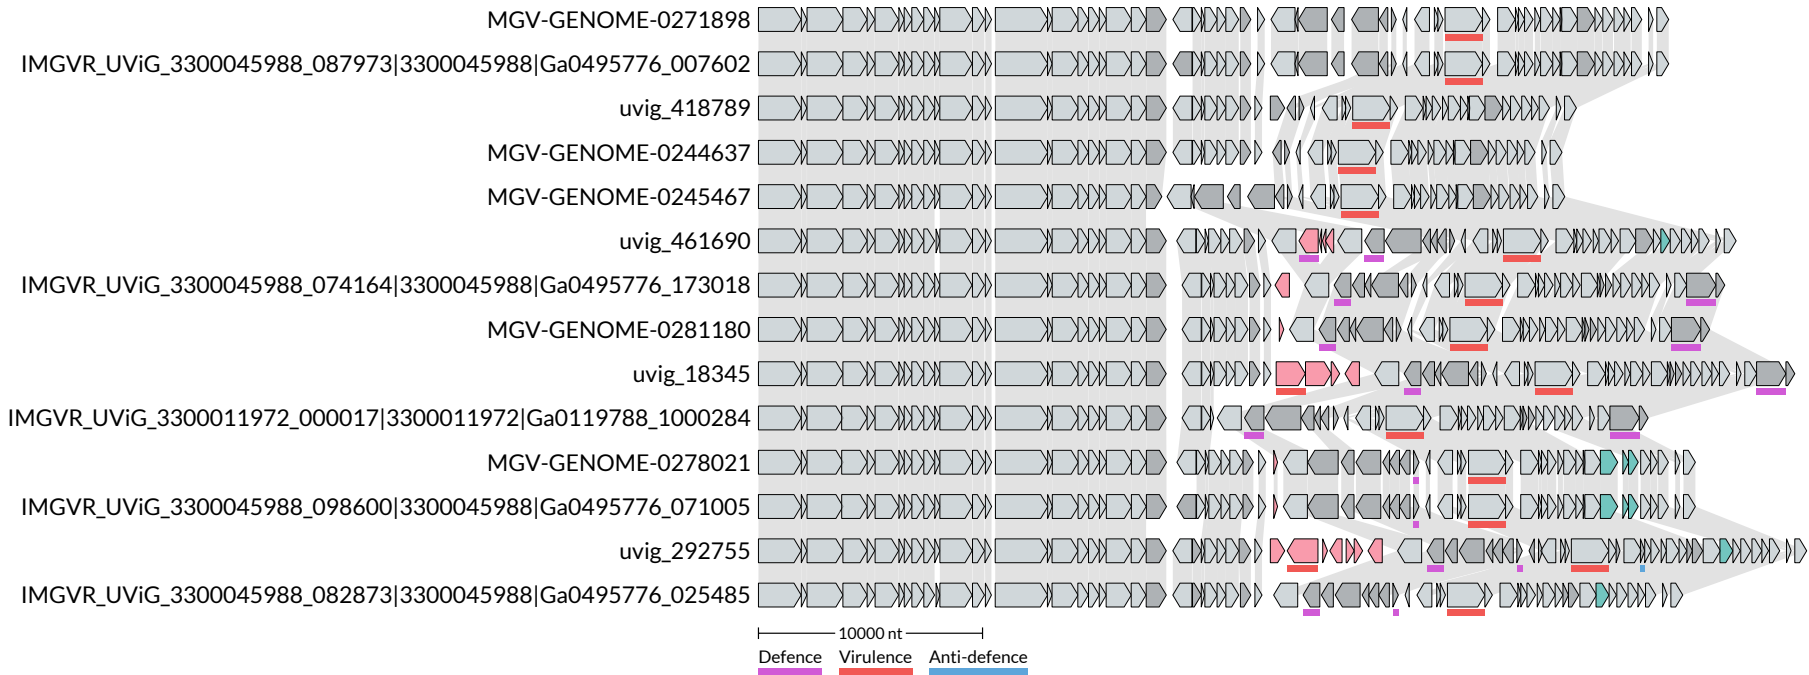 MGV-GENOME-0271898
IMGVR_UViG_3300045988_087973|3300045988|Ga0495776_007602
uvig_418789
MGV-GENOME-0244637
MGV-GENOME-0245467
uvig_461690
IMGVR_UViG_3300045988_074164|3300045988|Ga0495776_173018
MGV-GENOME-0281180
uvig_18345
IMGVR_UViG_3300011972_000017|3300011972|Ga0119788_1000284
MGV-GENOME-0278021
IMGVR_UViG_3300045988_098600|3300045988|Ga0495776_071005
uvig_292755
IMGVR_UViG_3300045988_082873|3300045988|Ga0495776_025485
10000 nt
Defence Virulence Anti-defence